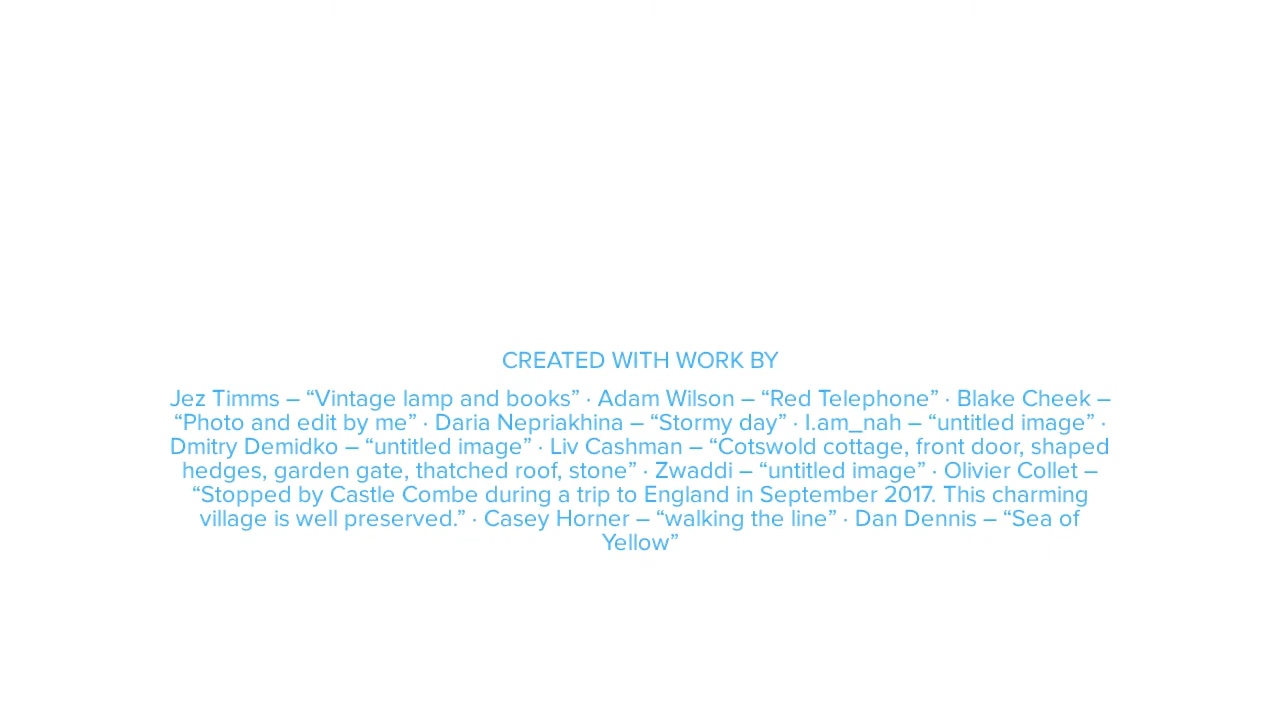 CREATED WITH WORK BY
Jez Timms – “Vintage lamp and books” · Adam Wilson – “Red Telephone” · Blake Cheek –
“Photo and edit by me” · Daria Nepriakhina – “Stormy day” · I.am_nah – “untitled image” ·
Dmitry Demidko – “untitled image” · Liv Cashman – “Cotswold cottage, front door, shaped
hedges, garden gate, thatched roof, stone” · Zwaddi – “untitled image” · Olivier Collet –
“Stopped by Castle Combe during a trip to England in September 2017. This charming
village is well preserved.” · Casey Horner – “walking the line” · Dan Dennis – “Sea of
Yellow”